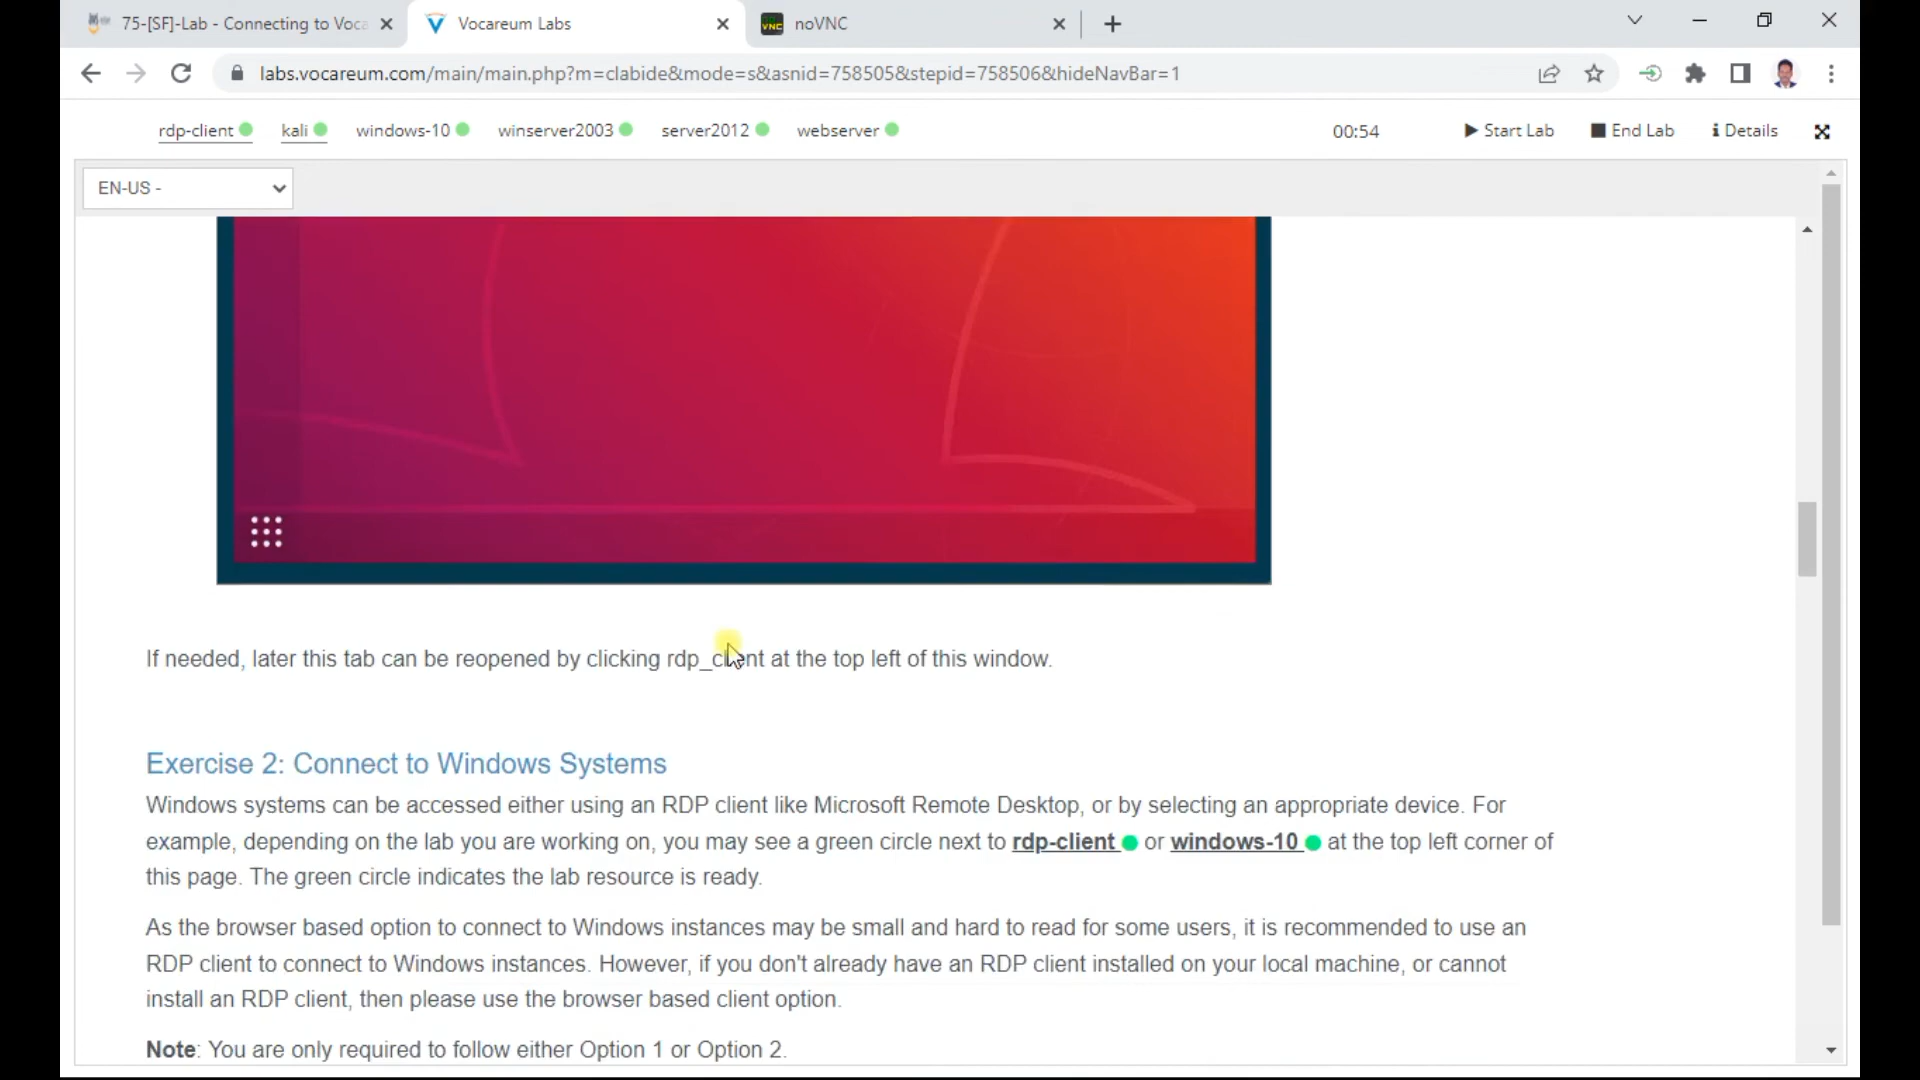 75-[SF]-Lab - Connecting to Voca
Vocareum Labs
noVNC
labs.vocareum.com/main/main.php?m=clabide&mode=s&asnid=758505&stepid=758506&hideNavBar=1
rdp-client kali windows-10 winserver2003 server2012 webserver 00:54 Start Lab End Lab Details
EN-US -
If needed, later this tab can be reopened by clicking rdp_client at the top left of this window.
Exercise 2: Connect to Windows Systems
Windows systems can be accessed either using an RDP client like Microsoft Remote Desktop, or by selecting an appropriate device. For
example, depending on the lab you are working on, you may see a green circle next to rdp-client or windows-10 at the top left corner of
this page. The green circle indicates the lab resource is ready.
As the browser based option to connect to Windows instances may be small and hard to read for some users, it is recommended to use an
RDP client to connect to Windows instances. However, if you don't already have an RDP client installed on your local machine, or cannot
install an RDP client, then please use the browser based client option.
Note: You are only required to follow either Option 1 or Option 2.